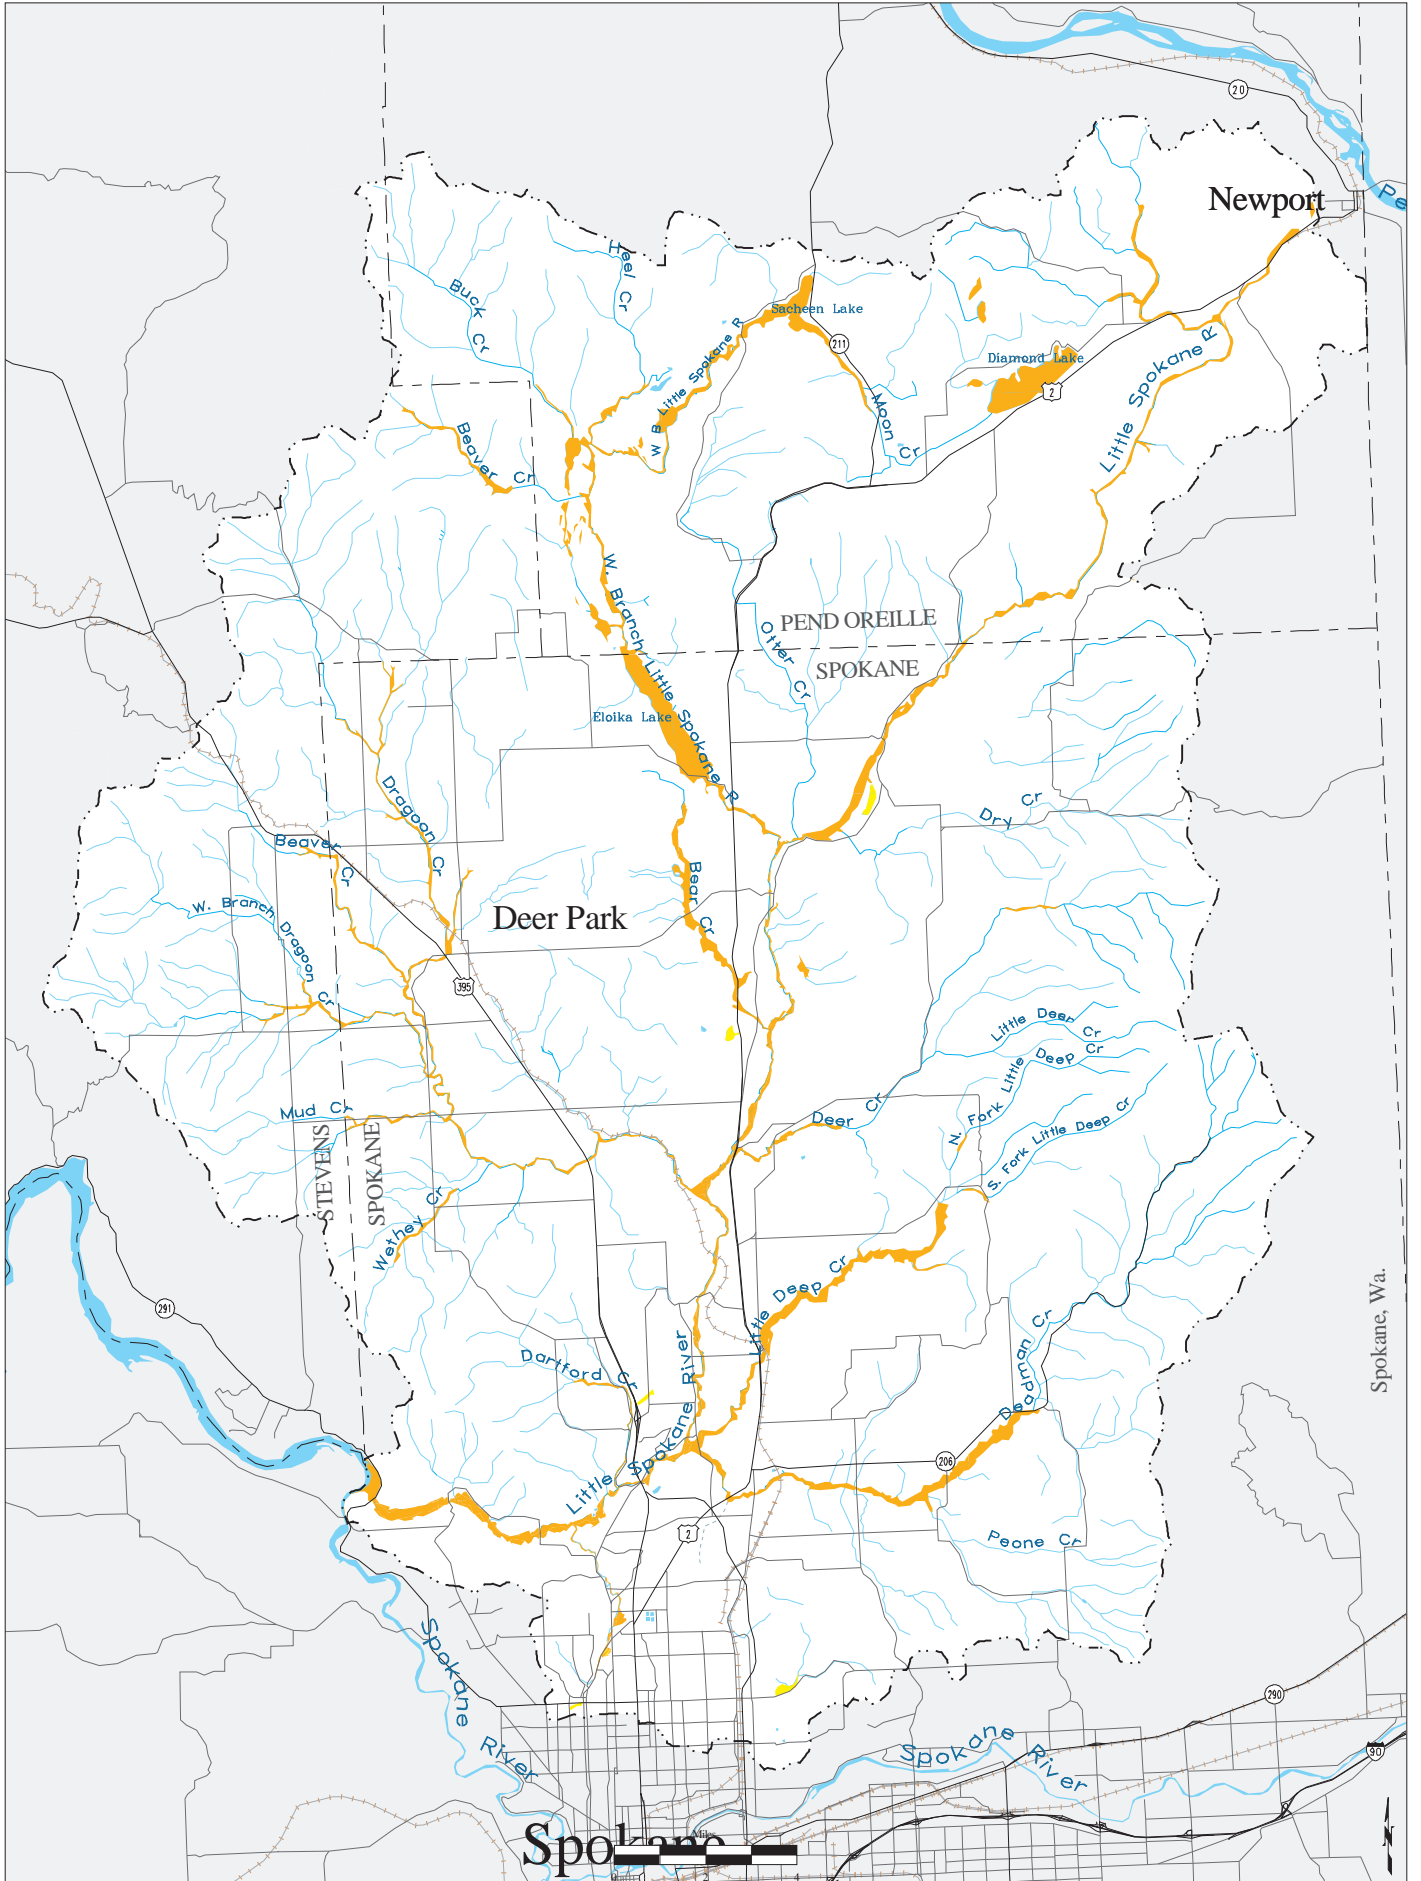 20
Pe
Newport
Heel Cr
Buck Cr
Sacheen Lake
211
W B Little Spokane R
Diamond Lake
2
Little Spokane R
Moon Cr
Beaver Cr
W. Branch Little Spokane R
PEND OREILLE
SPOKANE
Otter Cr
Eloika Lake
Dragoon Cr
Dry Cr
Beaver Cr
Bear Cr
W. Branch Dragoon Cr
Deer Park
395
Little Deer Cr
N. Fork Little Deep Cr
S. Fork Little Deep Cr
Mud Cr
Deer Cr
STEVENS
SPOKANE
Wethey Cr
Little Deep Cr
291
Deadman Cr
Spokane, Wa.
Dartford Cr
Little Spokane River
206
2
Peone Cr
Spokane River
290
Spokane River
90
Spokane
Miles
2
4
N